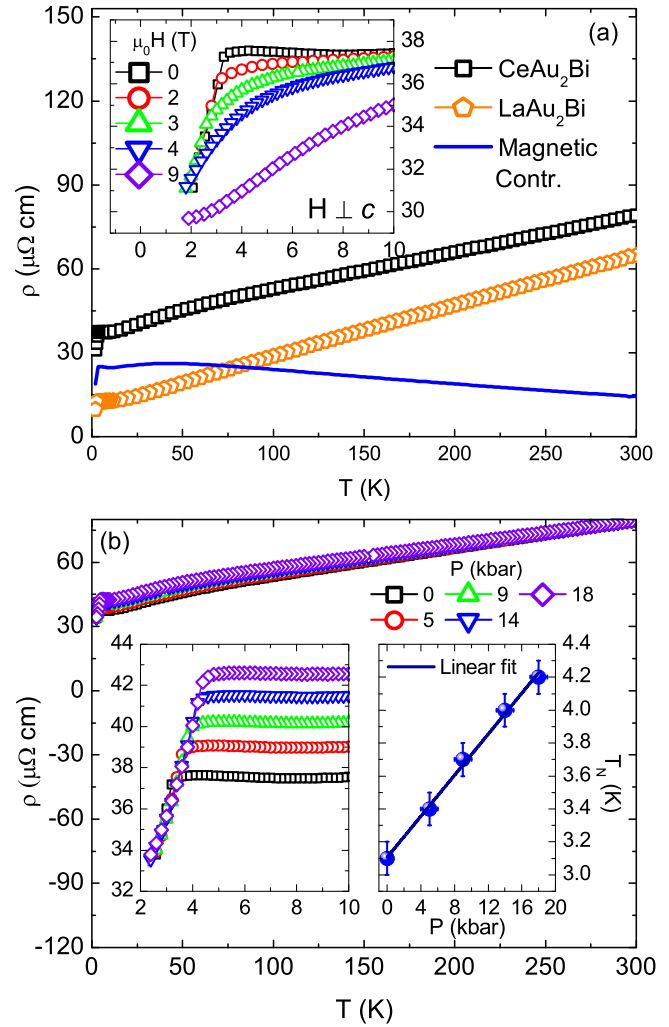 (a)
μ₀H (T)
0
2
3
4
9
H ⊥ c
38
37
35
34
32
31
30
0 2 4 6 8 10
CeAu₂Bi
LaAu₂Bi
Magnetic
Contr.
150
120
90
60
30
0
ρ (μΩ cm)
0 50 100 150 200 250 300
T (K)
(b)
P (kbar)
0 9 18
5 14
60
30
0
-30
-60
-90
-120
ρ (μΩ cm)
44
42
40
38
36
34
32
2 4 6 8 10
Linear fit
4.4
4.2
4.0
3.8
3.6
3.4
3.2
3.0
T_N (K)
0 4 8 12 16 20
P (kbar)
0 50 100 150 200 250 300
T (K)